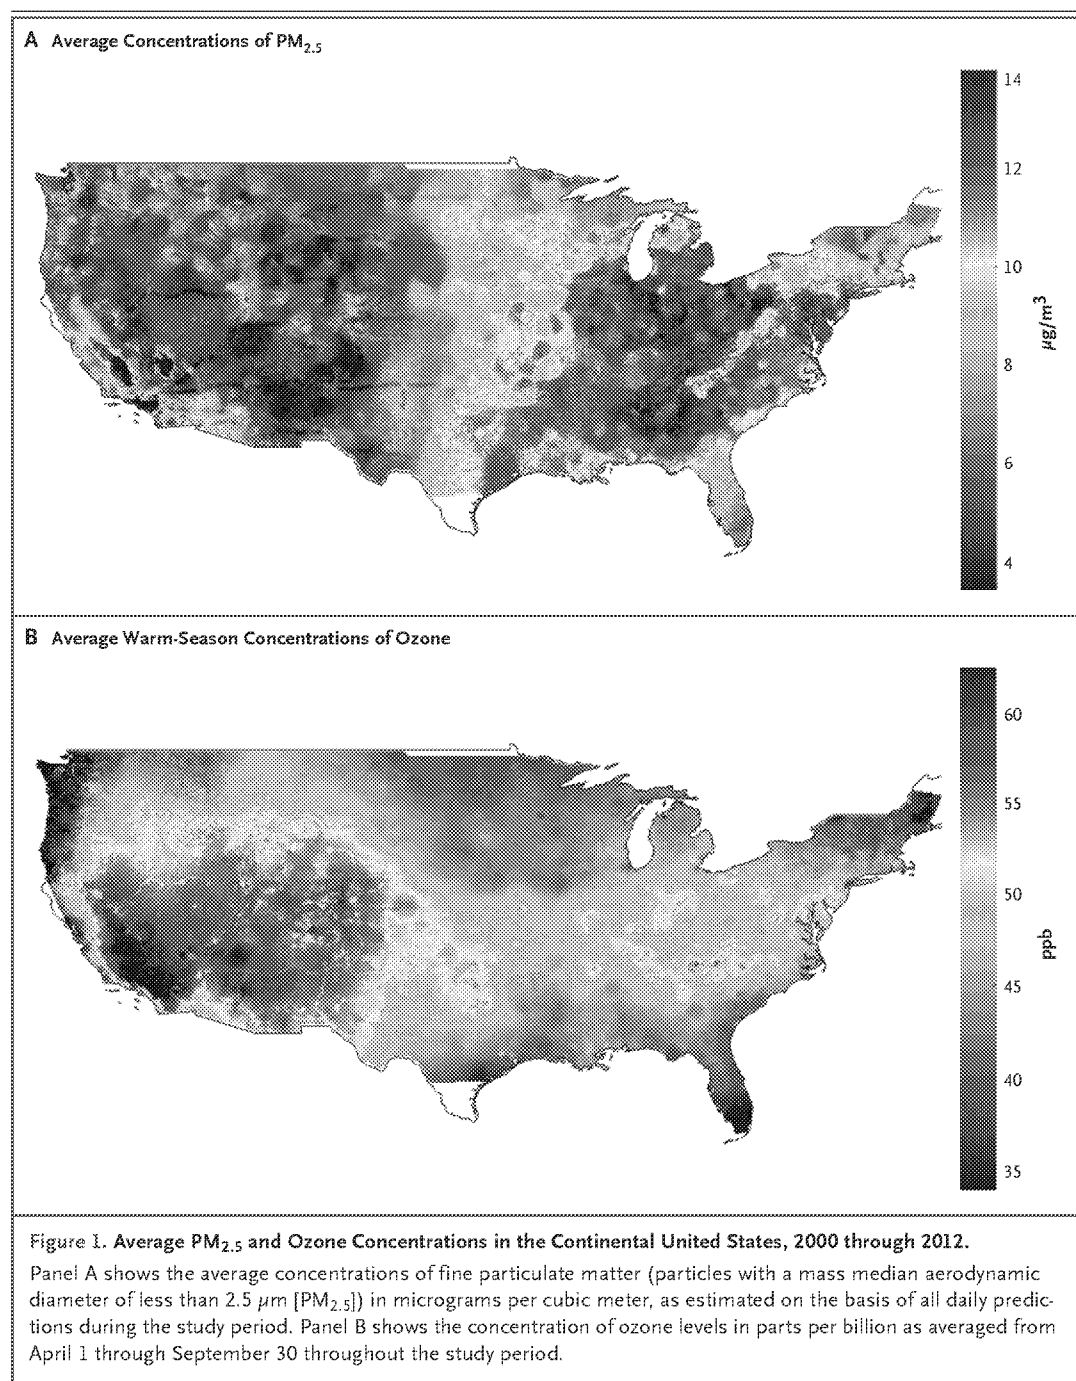 A Average Concentrations of PM2.5
14
12
10
8
6
4
µg/m3
B Average Warm-Season Concentrations of Ozone
60
55
50
45
40
35
ppb
Figure 1. Average PM2.5 and Ozone Concentrations in the Continental United States, 2000 through 2012.
Panel A shows the average concentrations of fine particulate matter (particles with a mass median aerodynamic
diameter of less than 2.5 µm [PM2.5]) in micrograms per cubic meter, as estimated on the basis of all daily predic-
tions during the study period. Panel B shows the concentration of ozone levels in parts per billion as averaged from
April 1 through September 30 throughout the study period.